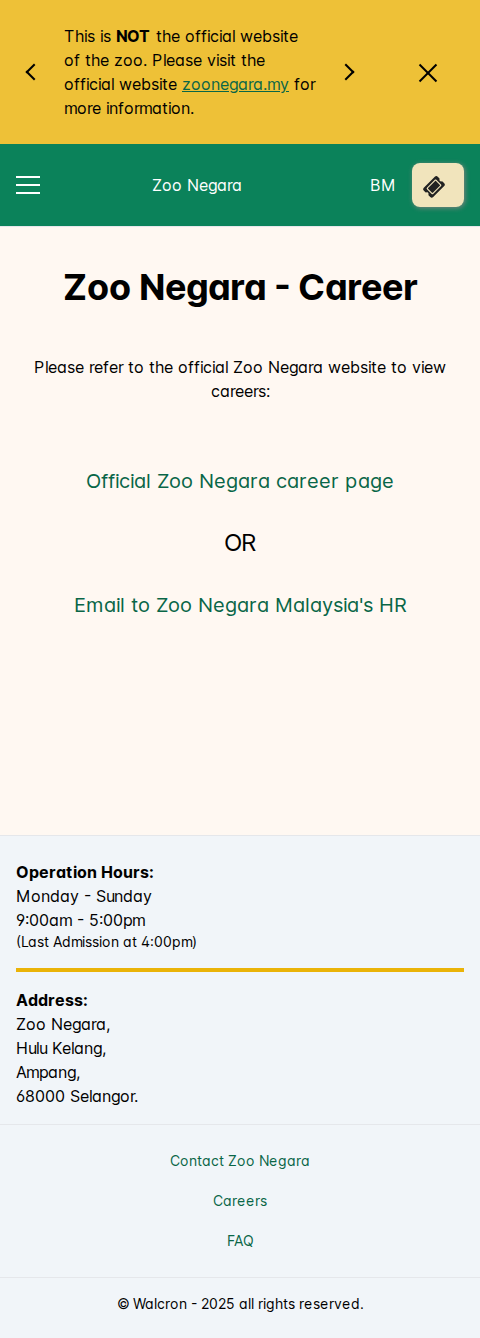 This is NOT the official website
of the zoo. Please visit the
official website zoonegara.my for
more information.
Zoo Negara
BM
Zoo Negara - Career
Please refer to the official Zoo Negara website to view
careers:
Official Zoo Negara career page
OR
Email to Zoo Negara Malaysia's HR
Operation Hours:
Monday - Sunday
9:00am - 5:00pm
(Last Admission at 4:00pm)
Address:
Zoo Negara,
Hulu Kelang,
Ampang,
68000 Selangor.
Contact Zoo Negara
Careers
FAQ
© Walcron - 2025 all rights reserved.